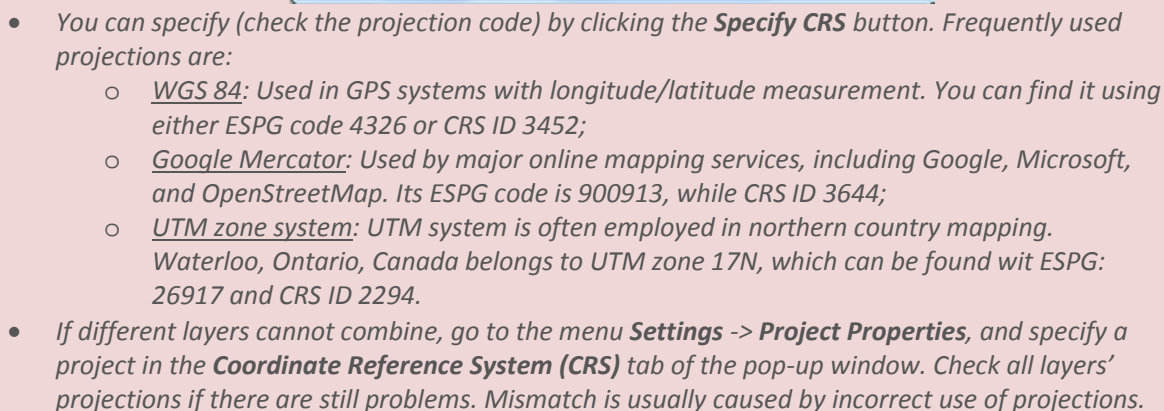 • You can specify (check the projection code) by clicking the Specify CRS button. Frequently used
projections are:
o WGS 84: Used in GPS systems with longitude/latitude measurement. You can find it using
either ESPG code 4326 or CRS ID 3452;
o Google Mercator: Used by major online mapping services, including Google, Microsoft,
and OpenStreetMap. Its ESPG code is 900913, while CRS ID 3644;
o UTM zone system: UTM system is often employed in northern country mapping.
Waterloo, Ontario, Canada belongs to UTM zone 17N, which can be found wit ESPG:
26917 and CRS ID 2294.
• If different layers cannot combine, go to the menu Settings -> Project Properties, and specify a
project in the Coordinate Reference System (CRS) tab of the pop-up window. Check all layers’
projections if there are still problems. Mismatch is usually caused by incorrect use of projections.